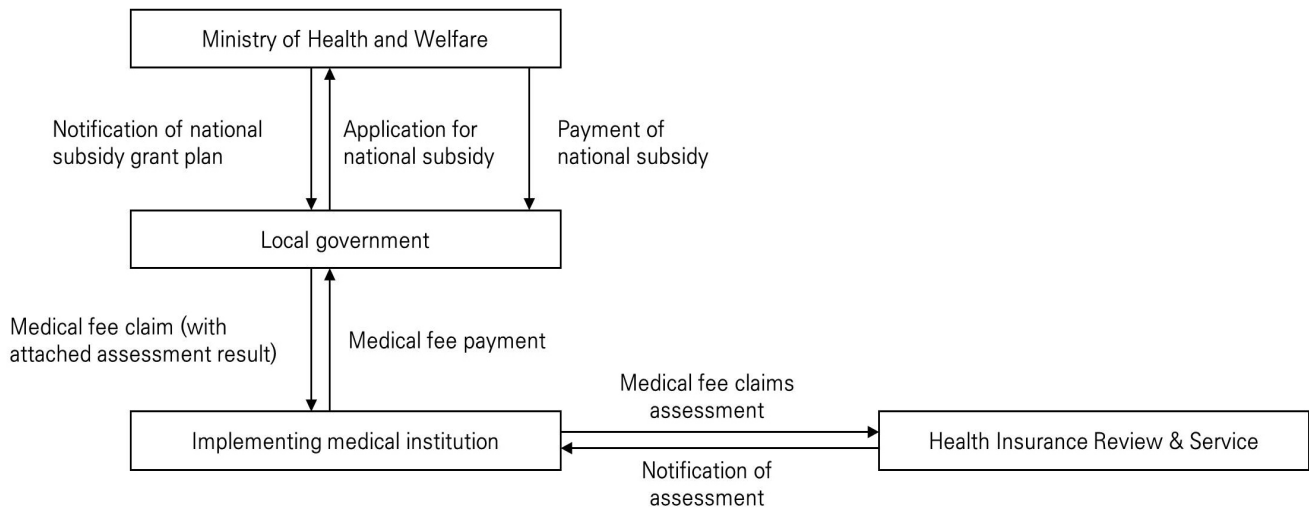 Ministry of Health and Welfare
Notification of national
subsidy grant plan
Application for
national subsidy
Payment of
national subsidy
Local government
Medical fee claim (with
attached assessment result)
Medical fee payment
Medical fee claims
assessment
Implementing medical institution
Health Insurance Review & Service
Notification of
assessment